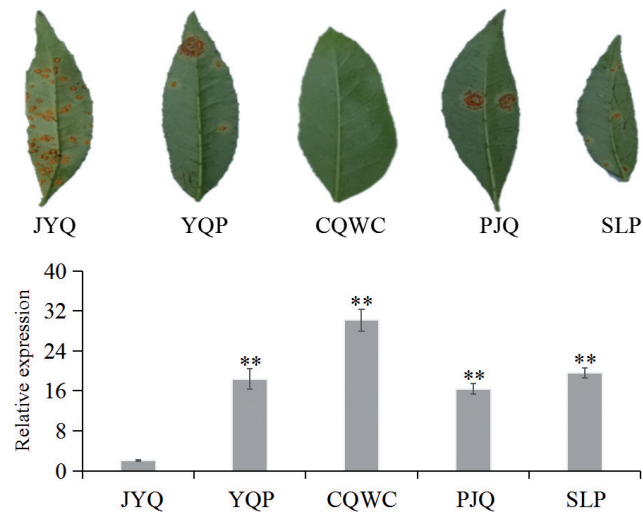 JYQ YQP CQWC PJQ SLP
Relative expression
40
32
24
16
8
0
** ** ** **
JYQ YQP CQWC PJQ SLP